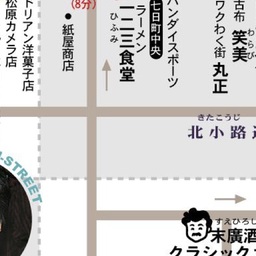 古布
笑美
わらび
ワクわく街
丸正
バンダイスポーツ
七日町中央
ラーメン
一二三食堂
ひふみ
(8分)
● 紙屋商店
トリアン洋菓子店
松原カメラ店
きたこうじ
北小路通
STREET
すえひろし
末廣酒
クラシック